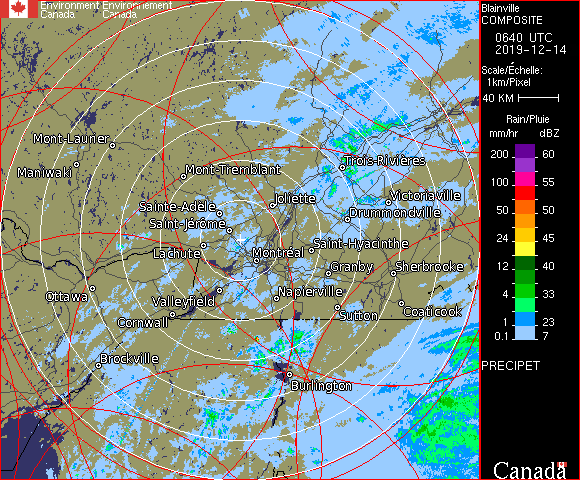 Environment Environnement
Canada Canada
Blainville
COMPOSITE
0640 UTC
2019-12-14
Scale/Échelle:
1km/Pixel
40 KM
Rain/Pluie
mm/hr dBZ
200 60
100 55
50 50
24 45
12 40
4 33
1 23
0.1 7
PRECIPET
Canada
Mont-Laurier
Maniwaki
Mont-Tremblant
Trois-Rivières
Joliette
Victoriaville
Sainte-Adèle
Drummondville
Saint-Jérôme
Saint-Hyacinthe
Lachute
Montréal
Granby
Sherbrooke
Ottawa
Valleyfield
Napierville
Coaticook
Cornwall
Sutton
Brockville
Burlington